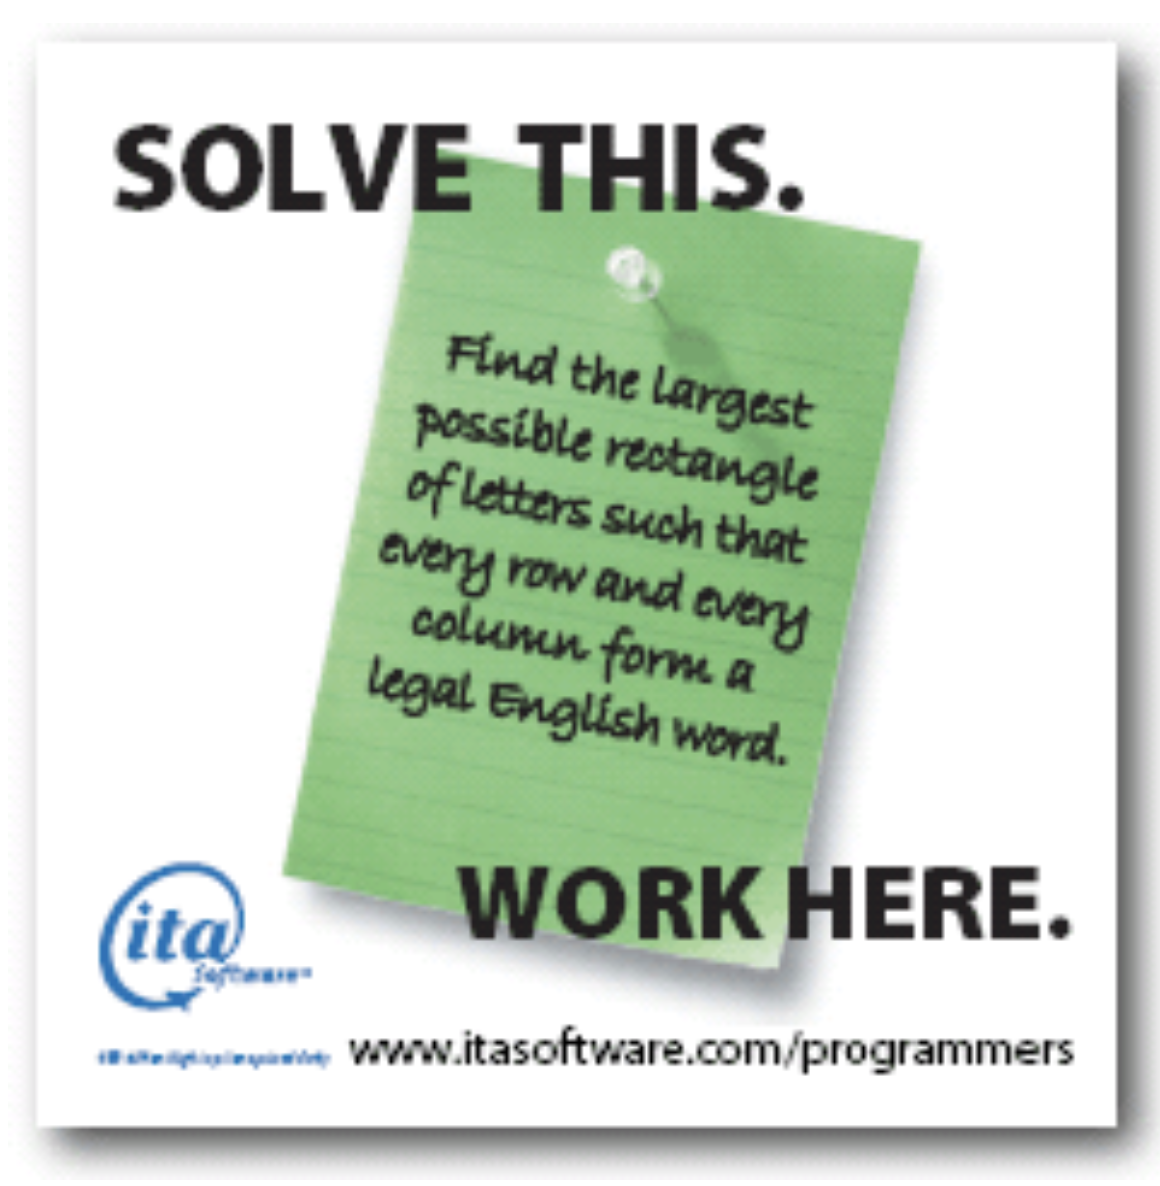 SOLVE THIS.
Find the largest
possible rectangle
of letters such that
every row and every
column form a
legal English word.
WORK HERE.
ita
Software™
www.itasoftware.com/programmers